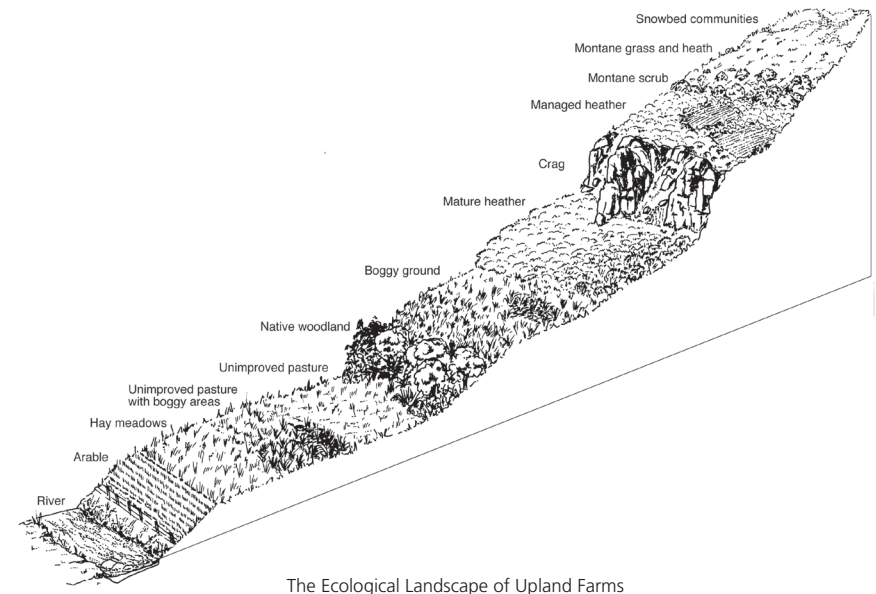 Snowbed communities
Montane grass and heath
Montane scrub
Managed heather
Crag
Mature heather
Boggy ground
Native woodland
Unimproved pasture
Unimproved pasture
with boggy areas
Hay meadows
Arable
River
The Ecological Landscape of Upland Farms